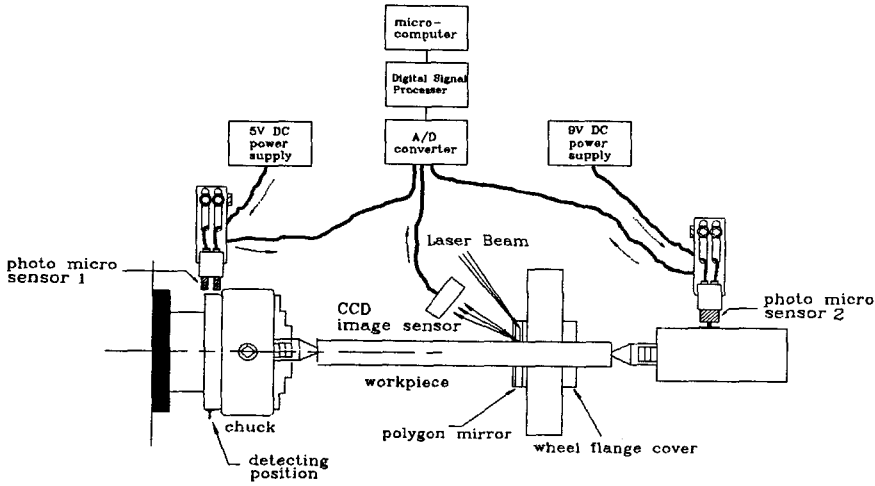 micro-
computer
Digital Signal
Processer
A/D
converter
5V DC
power
supply
9V DC
power
supply
Laser Beam
photo micro
sensor 1
CCD
image sensor
photo micro
sensor 2
workpiece
chuck
polygon mirror
wheel flange cover
detecting
position